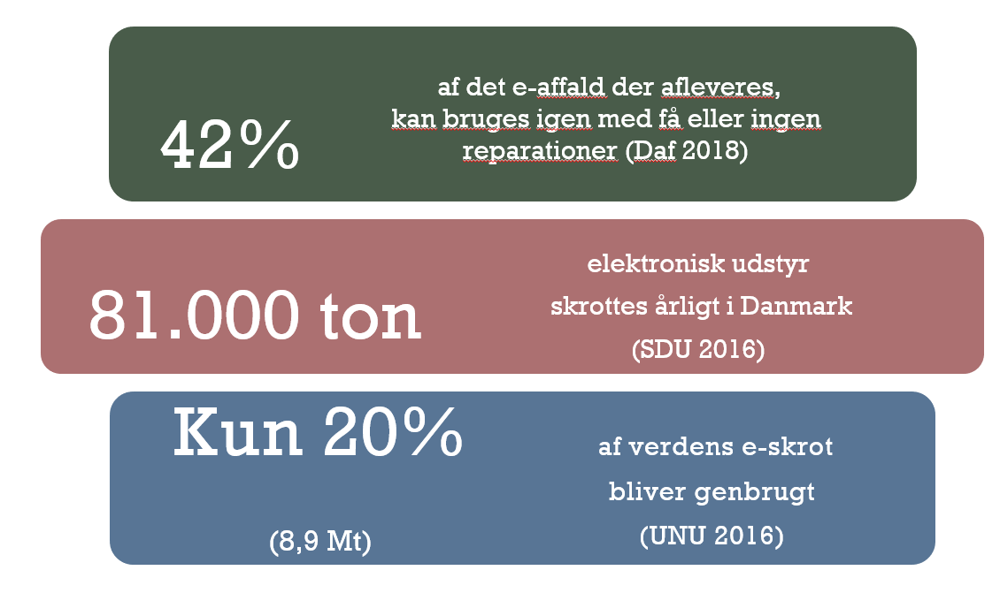 42%
af det e-affald der afleveres,
kan bruges igen med få eller ingen
reparationer (Daf 2018)
81.000 ton
elektronisk udstyr
skrottes årligt i Danmark
(SDU 2016)
Kun 20%
(8,9 Mt)
af verdens e-skrot
bliver genbrugt
(UNU 2016)